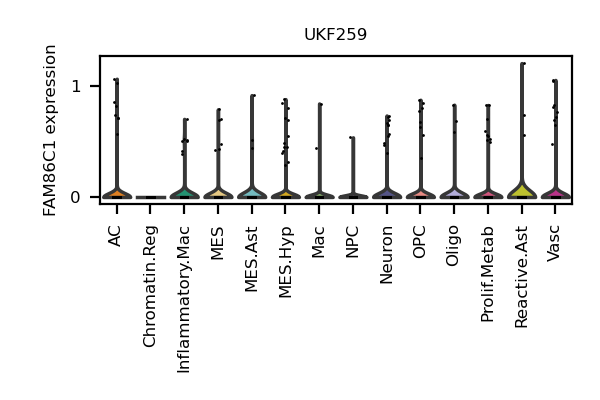 UKF259
FAM86C1 expression
1
0
AC
Chromatin.Reg
Inflammatory.Mac
MES
MES.Ast
MES.Hyp
Mac
NPC
Neuron
OPC
Oligo
Prolif.Metab
Reactive.Ast
Vasc